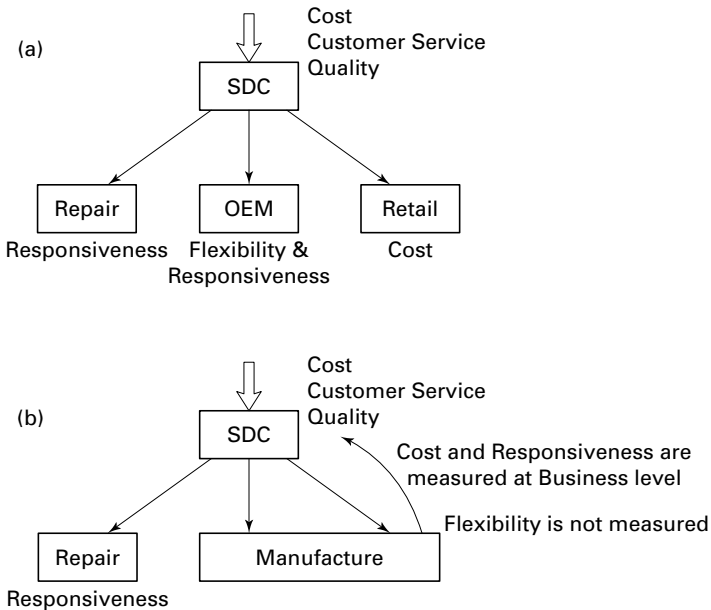 (a)
Cost
Customer Service
Quality
SDC
Repair
OEM
Retail
Responsiveness
Flexibility &
Responsiveness
Cost
(b)
Cost
Customer Service
Quality
SDC
Cost and Responsiveness are
measured at Business level
Flexibility is not measured
Repair
Manufacture
Responsiveness